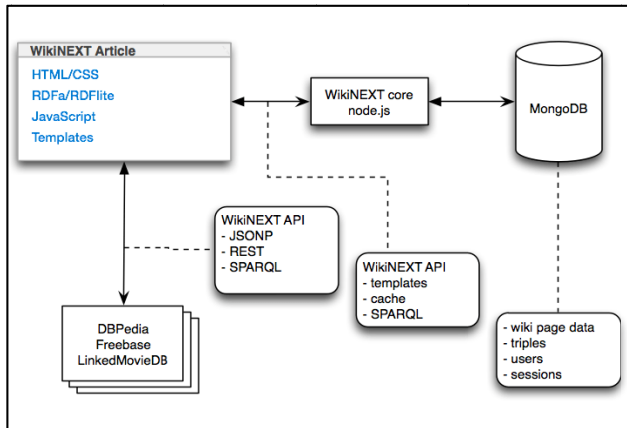 WikiNEXT Article
HTML/CSS
RDFa/RDFlite
JavaScript
Templates
WikiNEXT core
node.js
MongoDB
WikiNEXT API
- JSONP
- REST
- SPARQL
WikiNEXT API
- templates
- cache
- SPARQL
DBPedia
Freebase
LinkedMovieDB
- wiki page data
- triples
- users
- sessions